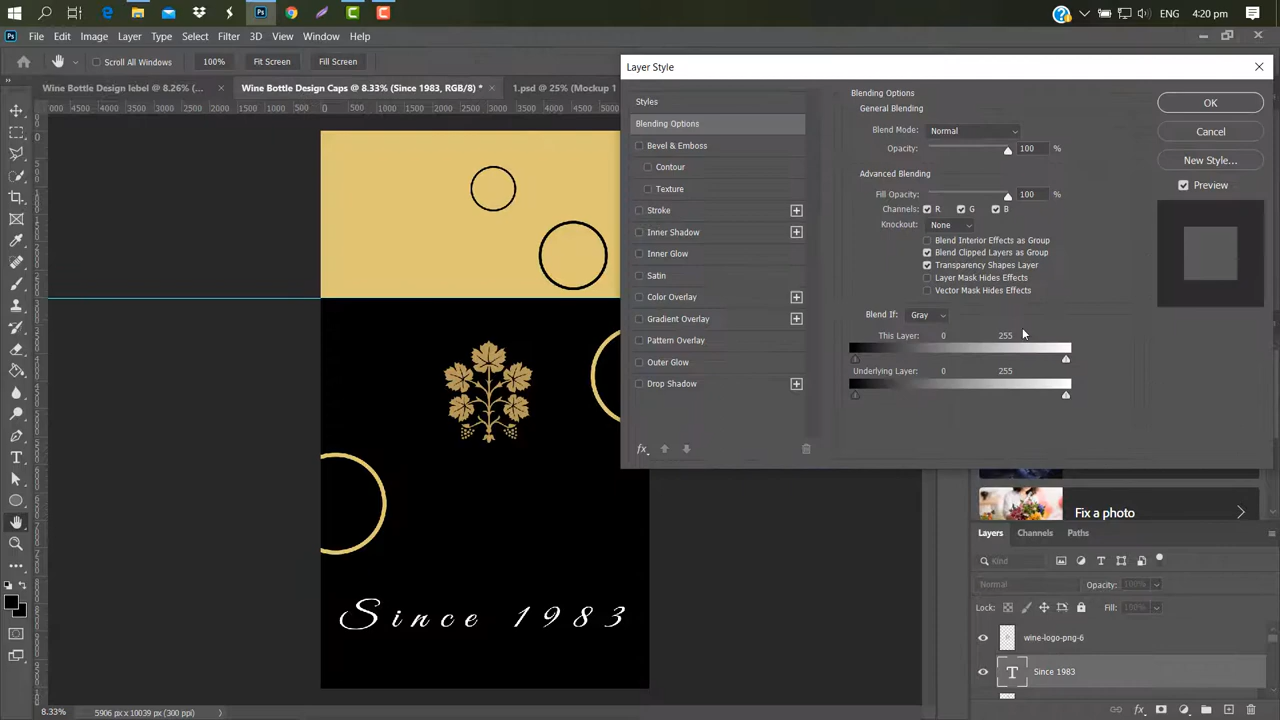 ENG 4:20 pm
Ps File Edit Image Layer Type Select Filter 3D View Window Help
Scroll All Windows 100% Fit Screen Fill Screen
Wine Bottle Design lebel @ 8.26% (... × Wine Bottle Design Caps @ 8.33% (Since 1983, RGB/8) * × 1.psd @ 25% (Mockup 1
Layer Style
Styles
Blending Options
Bevel & Emboss
Contour
Texture
Stroke
Inner Shadow
Inner Glow
Satin
Color Overlay
Gradient Overlay
Pattern Overlay
Outer Glow
Drop Shadow
fx
Blending Options
General Blending
Blend Mode: Normal
Opacity: 100 %
Advanced Blending
Fill Opacity: 100 %
Channels: R G B
Knockout: None
Blend Interior Effects as Group
Blend Clipped Layers as Group
Transparency Shapes Layer
Layer Mask Hides Effects
Vector Mask Hides Effects
Blend If: Gray
This Layer: 0 255
Underlying Layer: 0 255
OK
Cancel
New Style...
Preview
Since 1983
Fix a photo
Layers Channels Paths
Kind
Normal Opacity: 100%
Lock: Fill: 100%
wine-logo-png-6
T Since 1983
8.33% 5906 px x 10039 px (300 ppi)